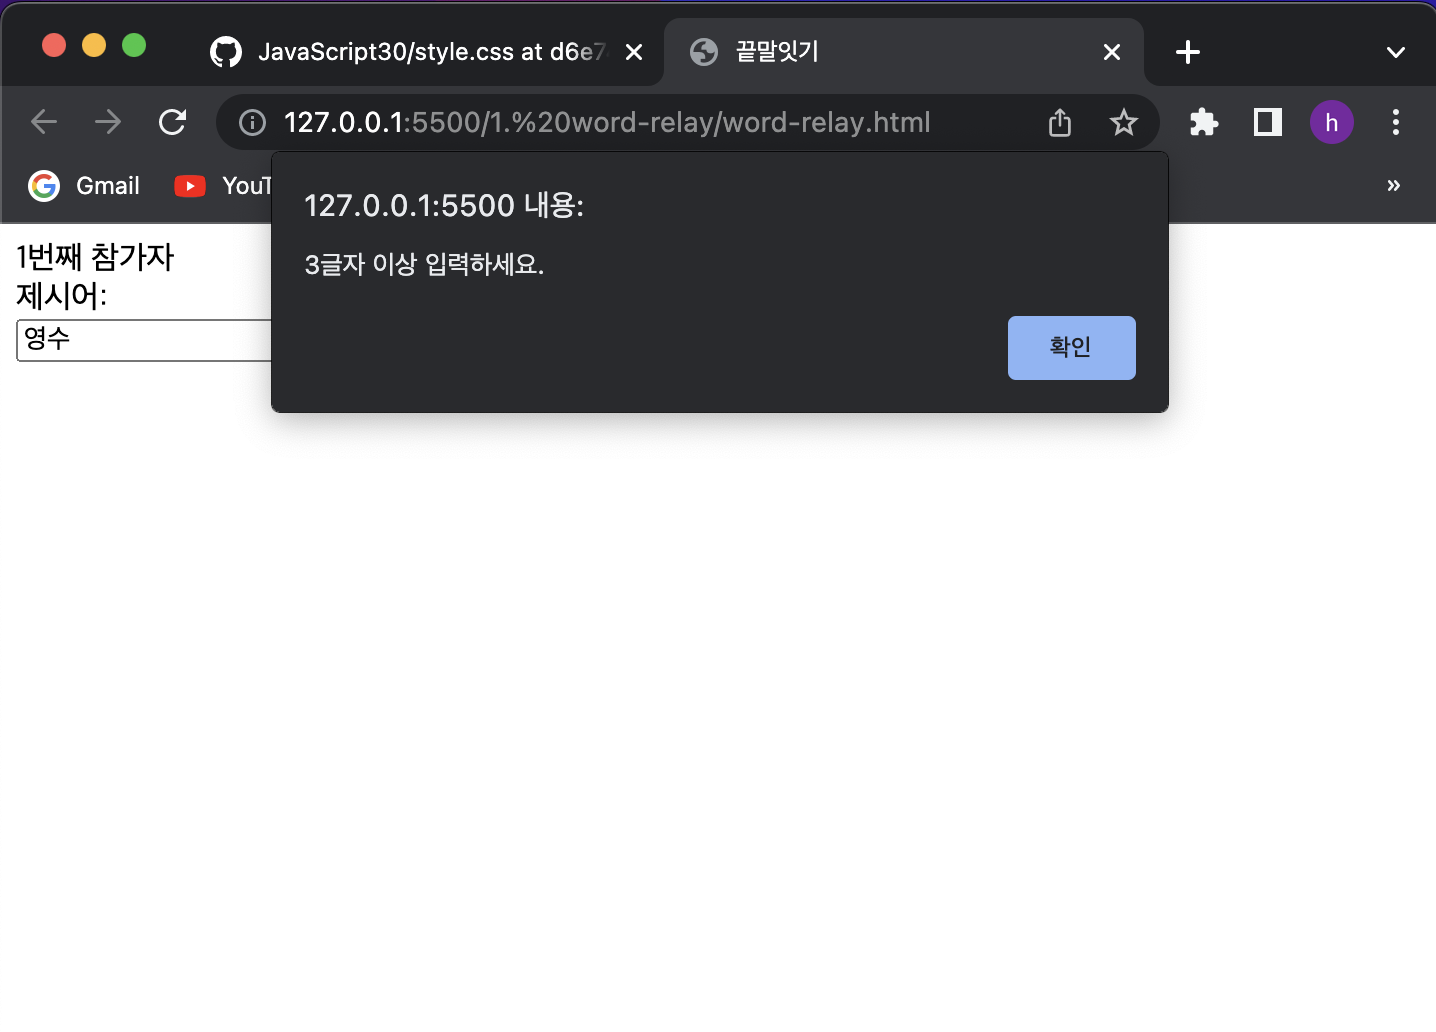 JavaScript30/style.css at d6e7
끝말잇기
127.0.0.1:5500/1.%20word-relay/word-relay.html
h
Gmail
YouT
»
127.0.0.1:5500 내용:
3글자 이상 입력하세요.
확인
1번째 참가자
제시어:
영수